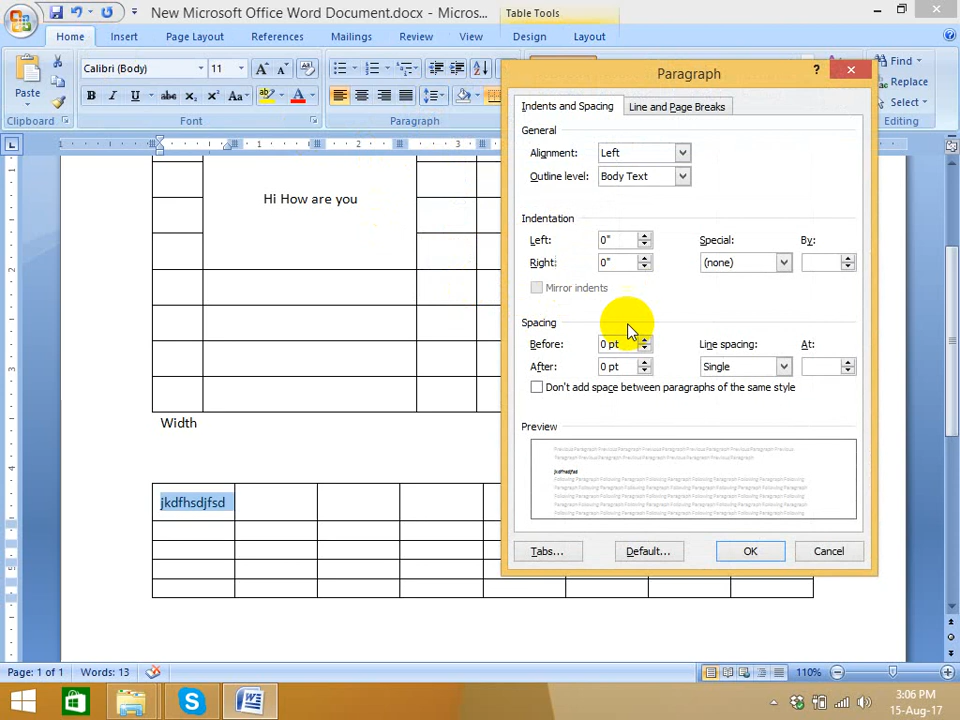 New Microsoft Office Word Document.docx - Micros...
Table Tools
Home Insert Page Layout References Mailings Review View Design Layout
Paste
Calibri (Body) 11
Find
Replace
Select
Clipboard Font Paragraph Editing
Paragraph
Indents and Spacing Line and Page Breaks
General
Alignment: Left
Outline level: Body Text
Indentation
Left: 0" Special: By:
Right: 0" (none)
Mirror indents
Spacing
Before: 0 pt Line spacing: At:
After: 0 pt Single
Don't add space between paragraphs of the same style
Preview
Tabs... Default... OK Cancel
Hi How are you
Width
jkdfhsdjfsd
Page: 1 of 1 Words: 13 110%
3:06 PM
15-Aug-17